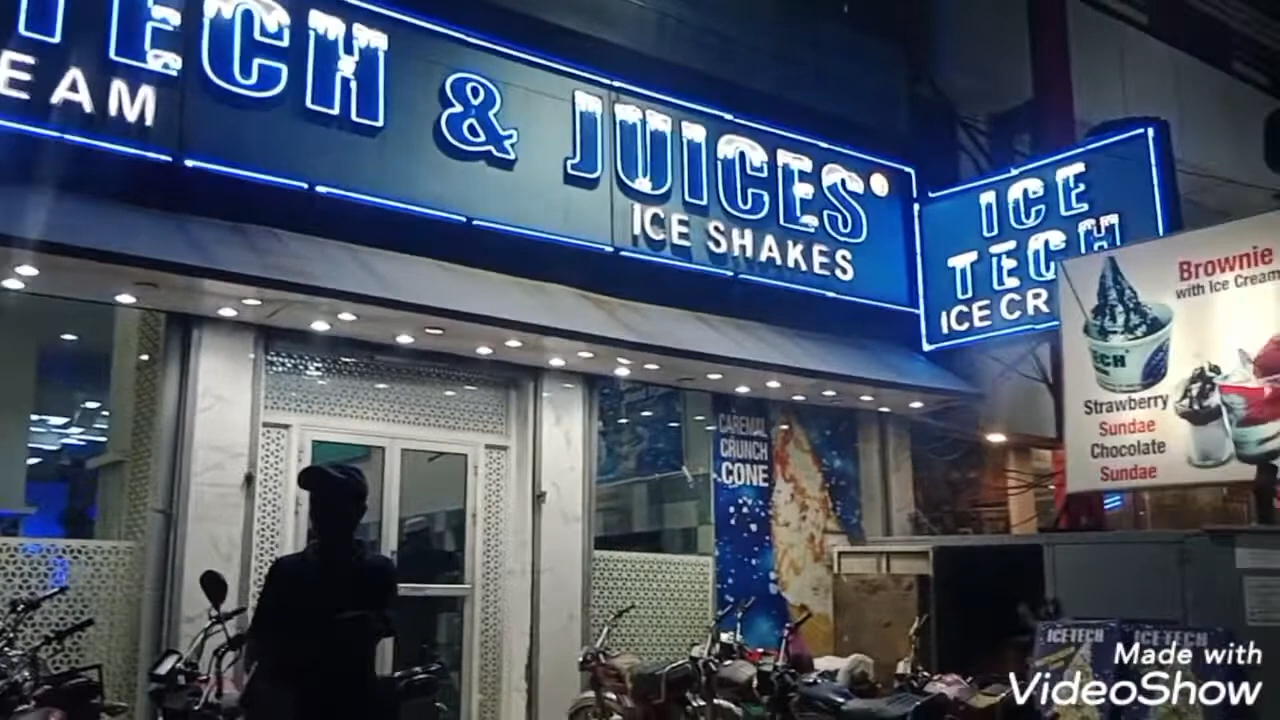 TECH & JUICES
EAM
ICE SHAKES
ICE
TECH
ICE CR
Brownie
with Ice Cream
ECH
Strawberry
Sundae
Chocolate
Sundae
CAREMAL
CRUNCH
CONE
ICETECH ICETECH
Made with
VideoShow